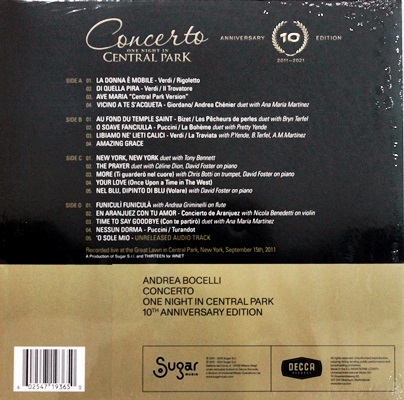 Concerto
ONE NIGHT IN
CENTRAL PARK
ANNIVERSARY 10 EDITION
2011-2021
SIDE A 01. LA DONNA È MOBILE - Verdi / Rigoletto
02. DI QUELLA PIRA - Verdi / Il Trovatore
03. AVE MARIA "Central Park Version"
04. VICINO A TE S'ACQUETA - Giordano/ Andrea Chénier duet with Ana María Martínez
SIDE B 01. AU FOND DU TEMPLE SAINT - Bizet / Les Pêcheurs de perles duet with Bryn Terfel
02. O SOAVE FANCIULLA - Puccini / La Bohème duet with Pretty Yende
03. LIBIAMO NE' LIETI CALICI - Verdi / La Traviata with P.Yende, B.Terfel, A.M.Martinez
04. AMAZING GRACE
SIDE C 01. NEW YORK, NEW YORK duet with Tony Bennett
02. THE PRAYER duet with Céline Dion, David Foster on piano
03. MORE (Ti guarderò nel cuore) with Chris Botti on trumpet, David Foster on piano
04. YOUR LOVE (Once Upon a Time in The West)
05. NEL BLU, DIPINTO DI BLU (Volare) with David Foster on piano
SIDE D 01. FUNICULÌ FUNICULÀ with Andrea Griminelli on flute
02. EN ARANJUEZ CON TU AMOR - Concierto de Aranjuez with Nicola Benedetti on violin
03. TIME TO SAY GOODBYE (Con te partirò) duet with Ana María Martínez
04. NESSUN DORMA - Puccini / Turandot
05. 'O SOLE MIO - UNRELEASED AUDIO TRACK
Recorded live at the Great Lawn in Central Park, New York, September 15th, 2011
A Production of Sugar S.r.l. and THIRTEEN for WNET
ANDREA BOCELLI
CONCERTO
ONE NIGHT IN CENTRAL PARK
10TH ANNIVERSARY EDITION
6 02547 19365 5
Sugar
MUSIC
DECCA